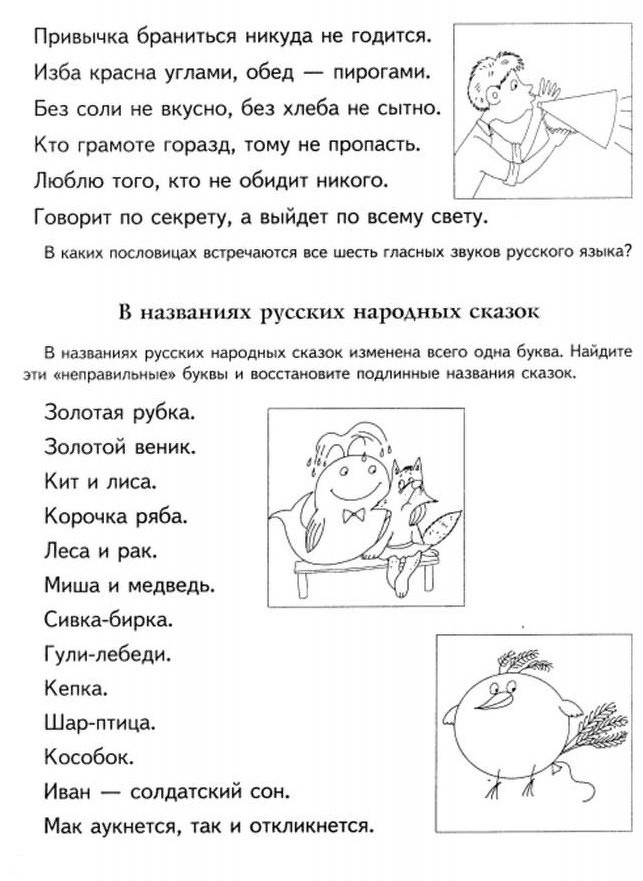 Привычка браниться никуда не годится.
Изба красна углами, обед — пирогами.
Без соли не вкусно, без хлеба не сытно.
Кто грамоте горазд, тому не пропасть.
Люблю того, кто не обидит никого.
Говорит по секрету, а выйдет по всему свету.
В каких пословицах встречаются все шесть гласных звуков русского языка?
В названиях русских народных сказок
В названиях русских народных сказок изменена всего одна буква. Найдите
эти «неправильные» буквы и восстановите подлинные названия сказок.
Золотая рубка.
Золотой веник.
Кит и лиса.
Корочка ряба.
Леса и рак.
Миша и медведь.
Сивка-бирка.
Гули-лебеди.
Кепка.
Шар-птица.
Кособок.
Иван — солдатский сон.
Мак аукнется, так и откликнется.